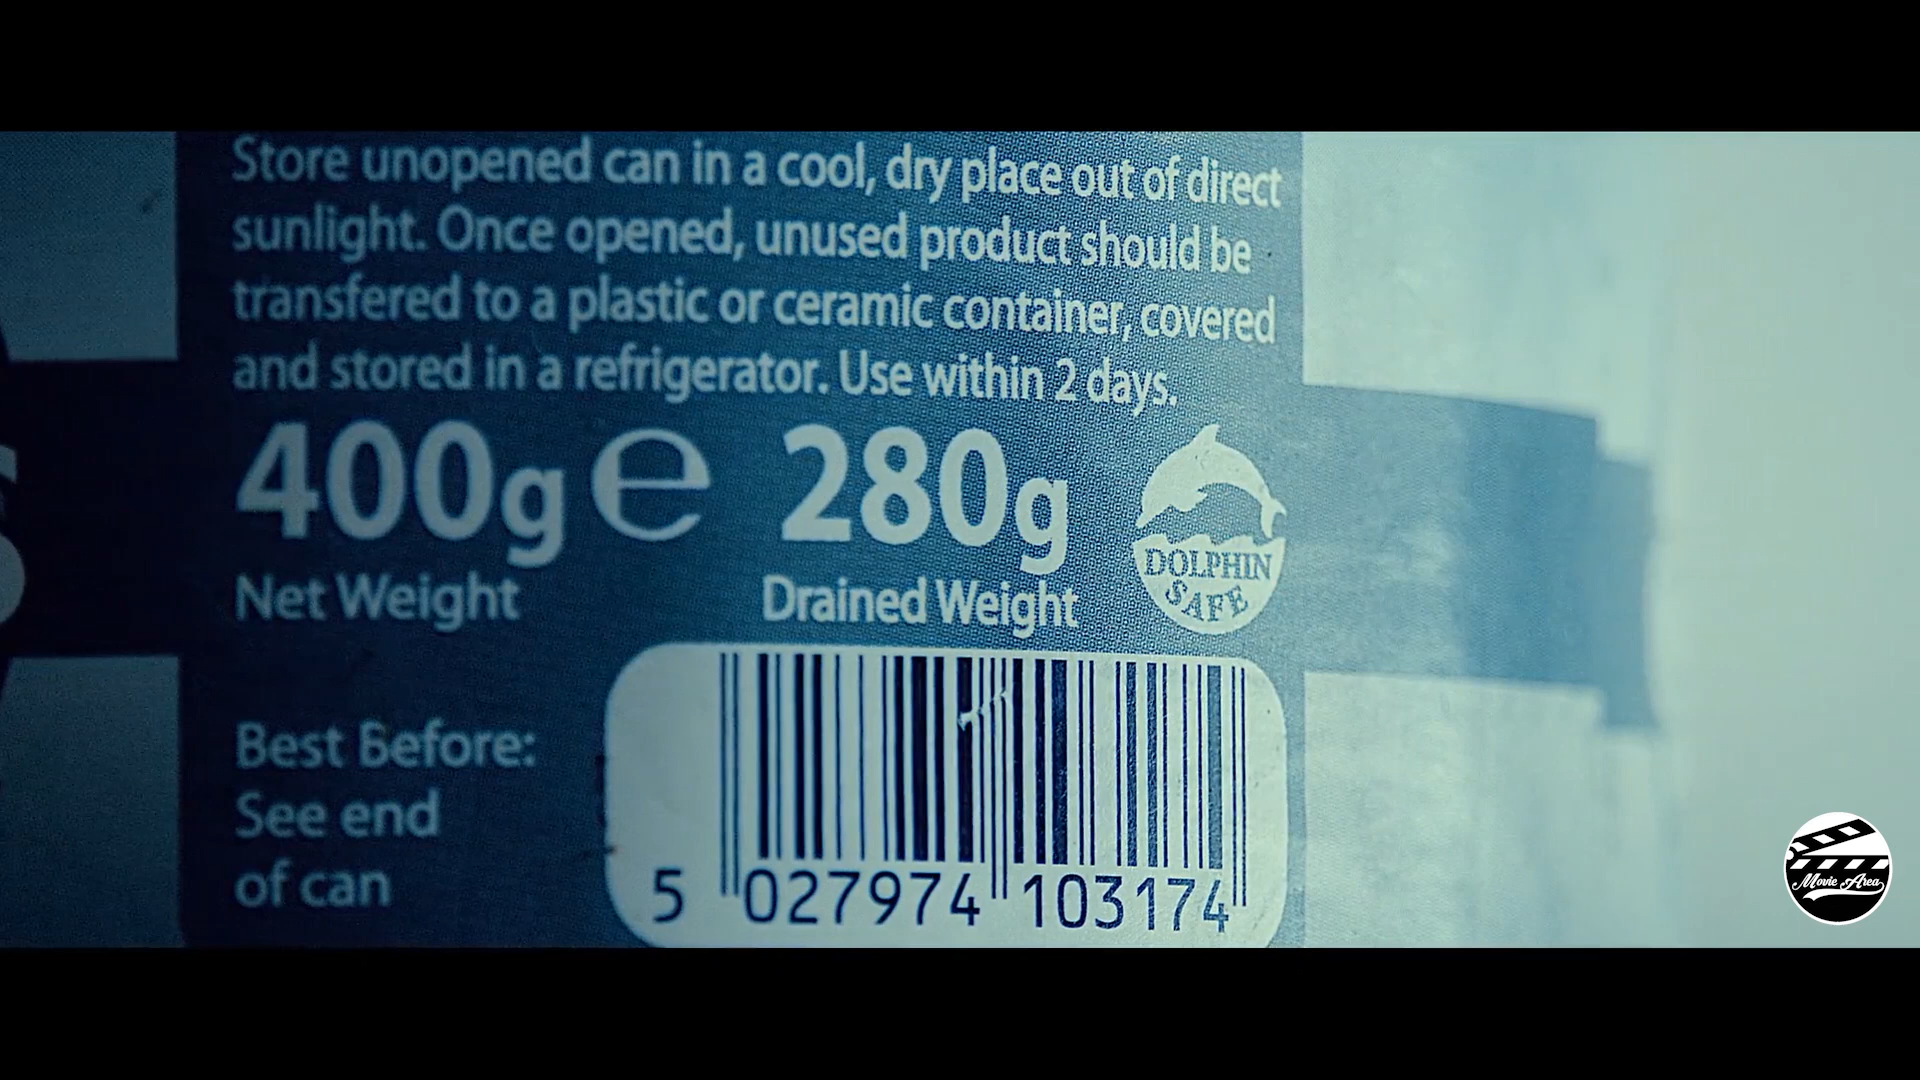 Store unopened can in a cool, dry place out of direct
sunlight. Once opened, unused product should be
transfered to a plastic or ceramic container, covered
and stored in a refrigerator. Use within 2 days.
400g e 280g
Net Weight Drained Weight
DOLPHIN
SAFE
Best Before:
See end
of can
5 027974 103174
Movie Area